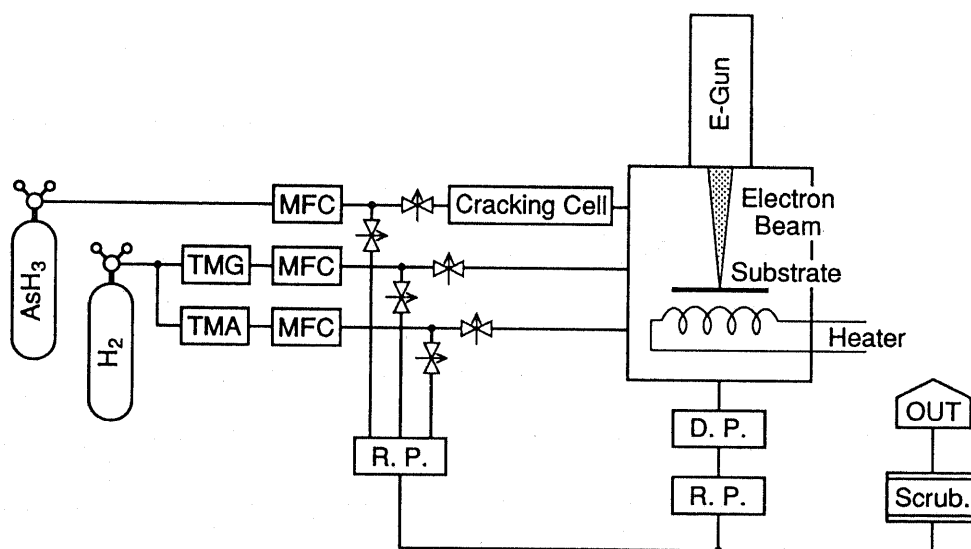 E-Gun
AsH3
MFC
Cracking Cell
Electron
Beam
H2
TMG
MFC
Substrate
TMA
MFC
Heater
D. P.
OUT
R. P.
R. P.
Scrub.